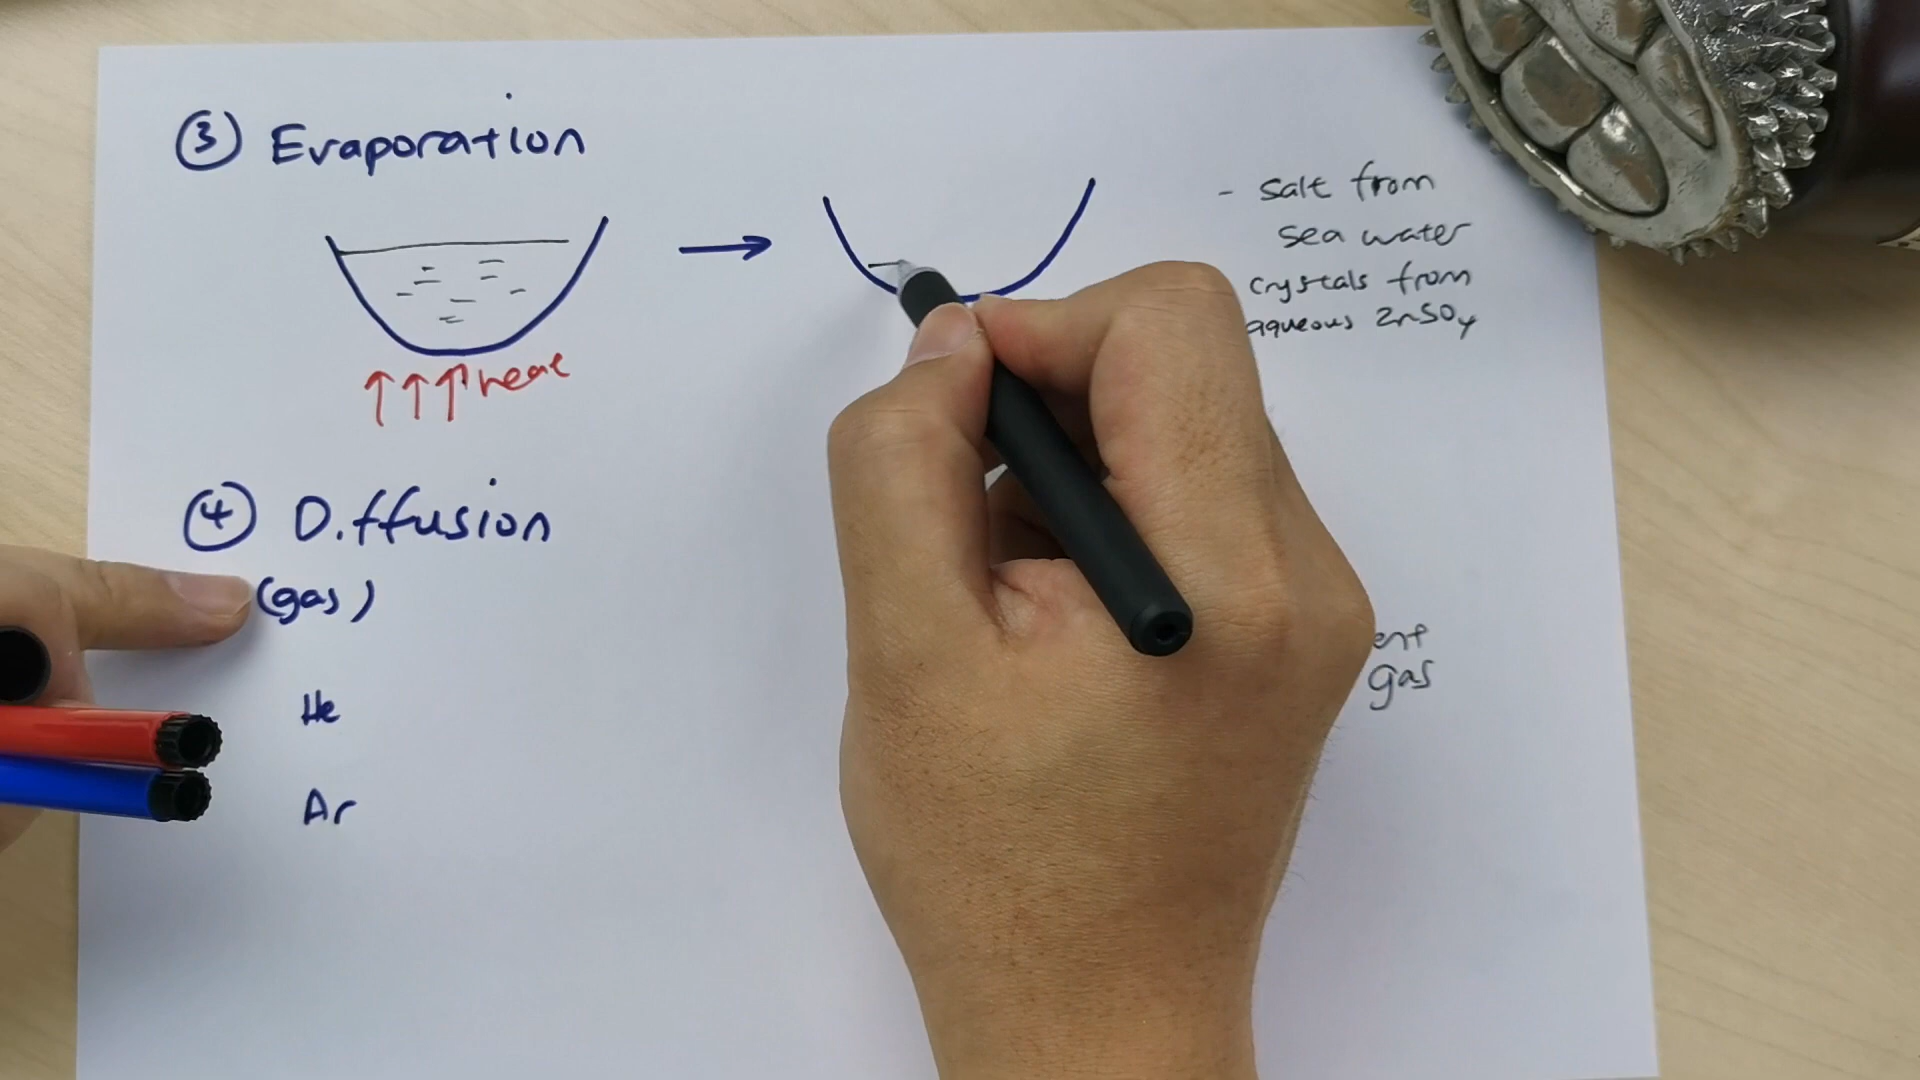 ③ Evaporation
- salt from
sea water
crystals from
aqueous ZnSO4
heat
④ Diffusion
(gas)
gas
He
Ar